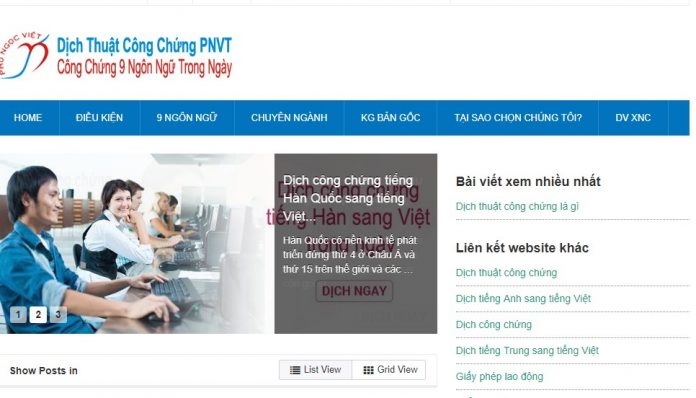 PHÚ NGỌC VIỆT
Dịch Thuật Công Chứng PNVT
Công Chứng 9 Ngôn Ngữ Trong Ngày
HOME
ĐIỀU KIỆN
9 NGÔN NGỮ
CHUYÊN NGÀNH
KG BẢN GỐC
TẠI SAO CHỌN CHÚNG TÔI?
DV XNC
Dịch công chứng tiếng
Hàn Quốc sang tiếng
Việt...
Hàn Quốc có nền kinh tế phát
triển đứng thứ 4 ở Châu Á và
thứ 15 trên thế giới và các ...
Dịch công chứng
tiếng Hàn sang Việt
trong ngày
DỊCH NGAY
1 2 3
Show Posts in
List View
Grid View
Bài viết xem nhiều nhất
Dịch thuật công chứng là gì
Liên kết website khác
Dịch thuật công chứng
Dịch tiếng Anh sang tiếng Việt
Dịch công chứng
Dịch tiếng Trung sang tiếng Việt
Giấy phép lao động